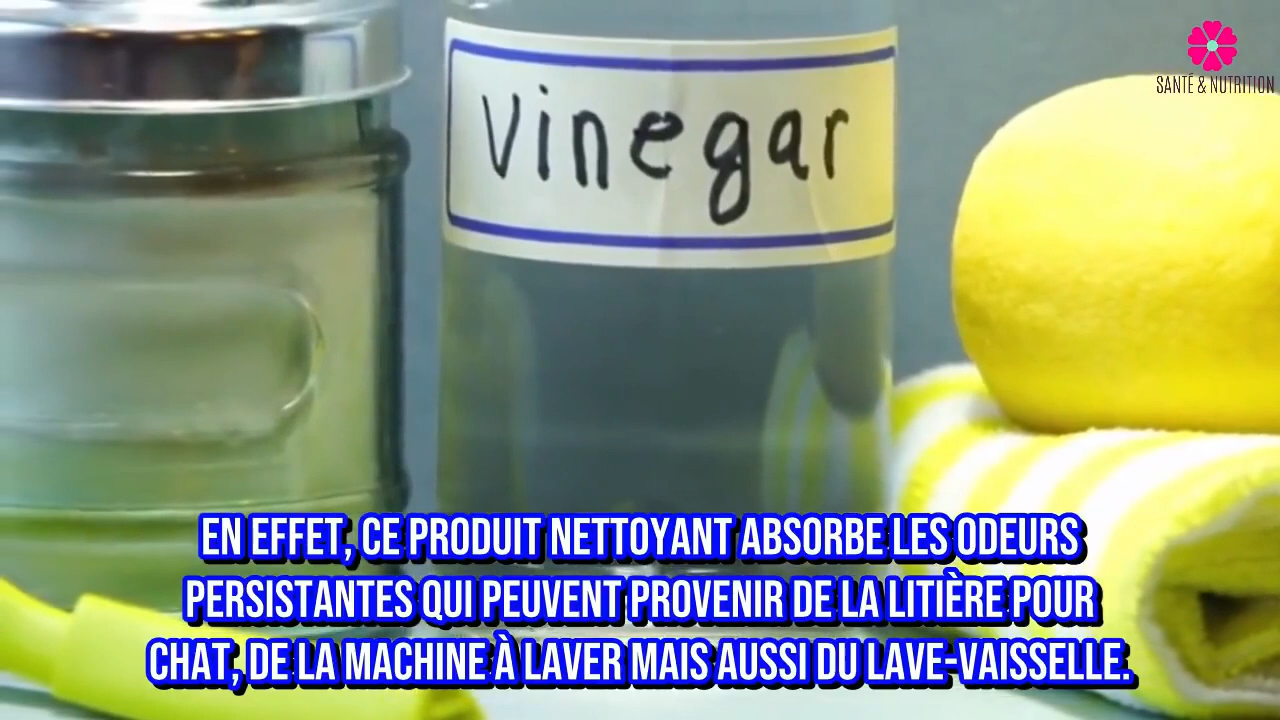 SANTÉ & NUTRITION
Vinegar
EN EFFET, CE PRODUIT NETTOYANT ABSORBE LES ODEURS
PERSISTANTES QUI PEUVENT PROVENIR DE LA LITIÈRE POUR
CHAT, DE LA MACHINE À LAVER MAIS AUSSI DU LAVE-VAISSELLE.